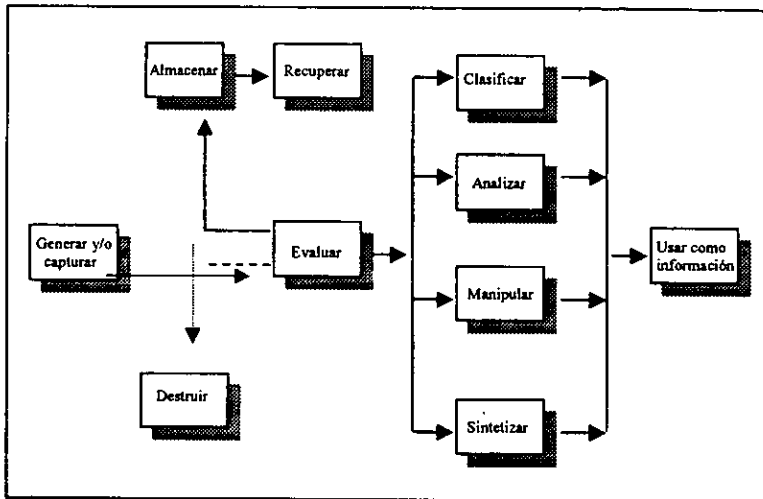 Almacenar
Recuperar
Clasificar
Analizar
Generar y/o
capturar
Evaluar
Usar como
información
Manipular
Destruir
Sintetizar